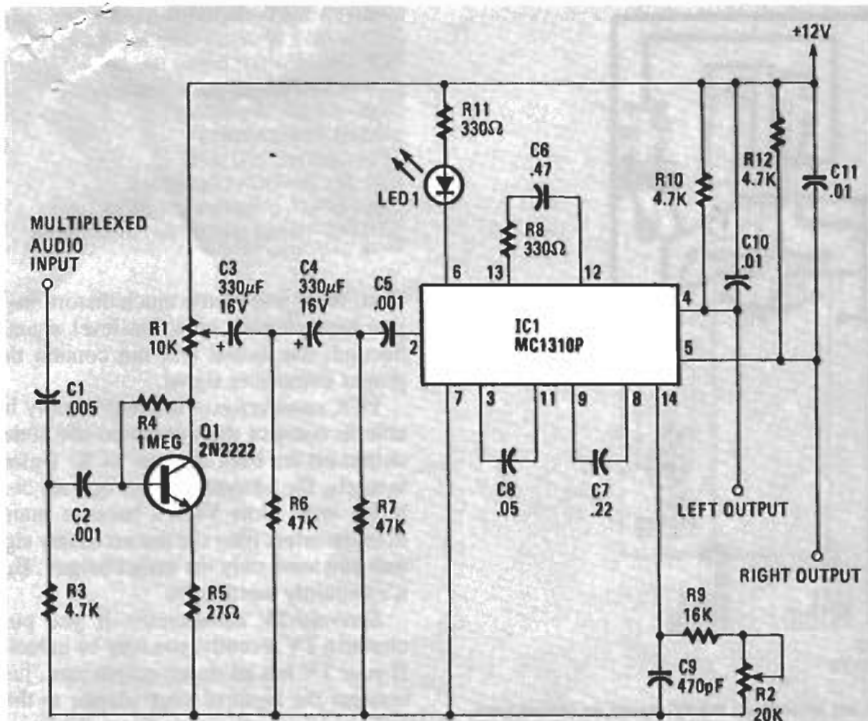 +12V
R11
330Ω
C6
.47
LED1
R8
330Ω
R10
4.7K
R12
4.7K
C11
.01
C10
.01
MULTIPLEXED
AUDIO
INPUT
C3
330µF
16V
C4
330µF
16V
C5
.001
6
13
12
R1
10K
+
+
2
IC1
MC1310P
4
5
C1
.005
R4
1MEG
Q1
2N2222
7
3
11
9
8
14
C2
.001
R6
47K
R7
47K
C8
.05
C7
.22
LEFT OUTPUT
RIGHT OUTPUT
R3
4.7K
R5
27Ω
R9
16K
C9
470pF
R2
20K